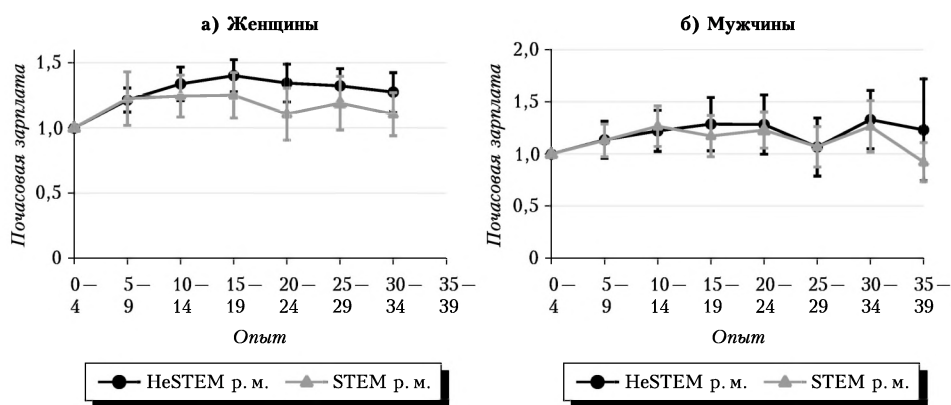 а) Женщины
Почасовая зарплата
1,5
1,0
0,5
0
0— 5— 10— 15— 20— 25— 30— 35—
4 9 14 19 24 29 34 39
Опыт
НеSTEM р. м. STEM р. м.
б) Мужчины
Почасовая зарплата
2,0
1,5
1,0
0,5
0
0— 5— 10— 15— 20— 25— 30— 35—
4 9 14 19 24 29 34 39
Опыт
НеSTEM р. м. STEM р. м.